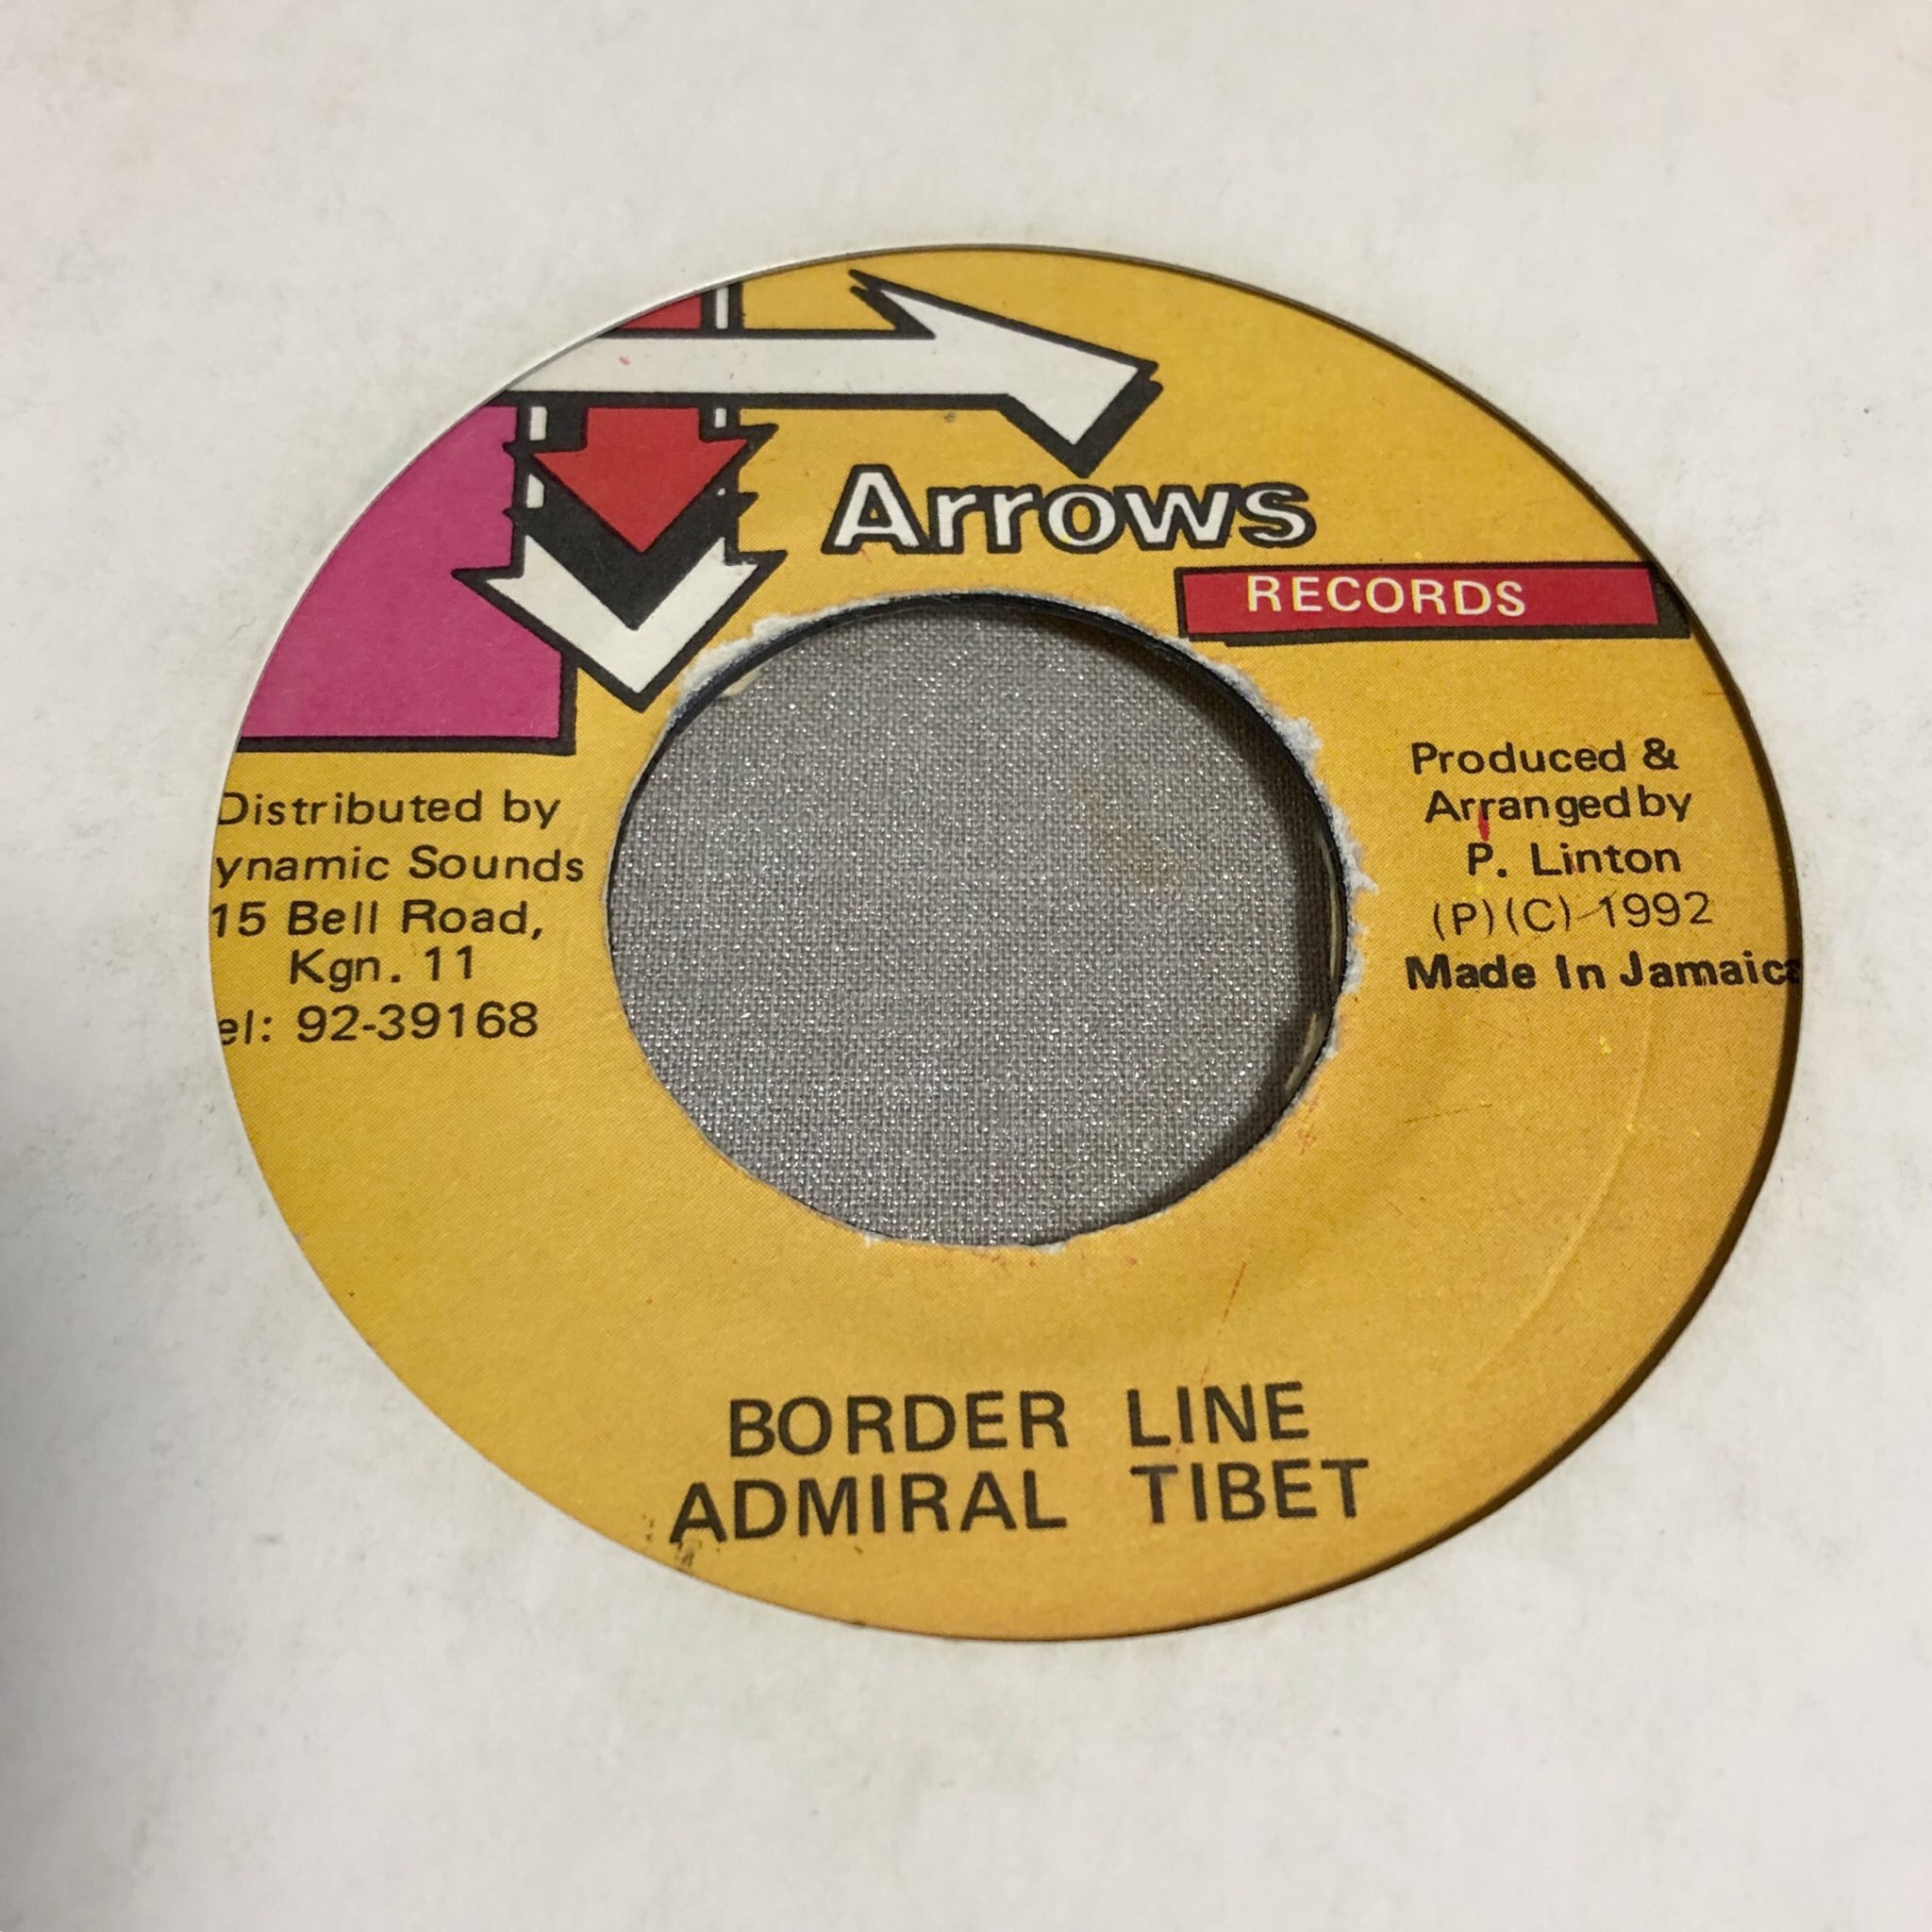 Arrows
RECORDS
Distributed by
ynamic Sounds
15 Bell Road,
Kgn. 11
el: 92-39168
Produced &
Arranged by
P. Linton
(P)(C) 1992
Made In Jamaica
BORDER LINE
ADMIRAL TIBET